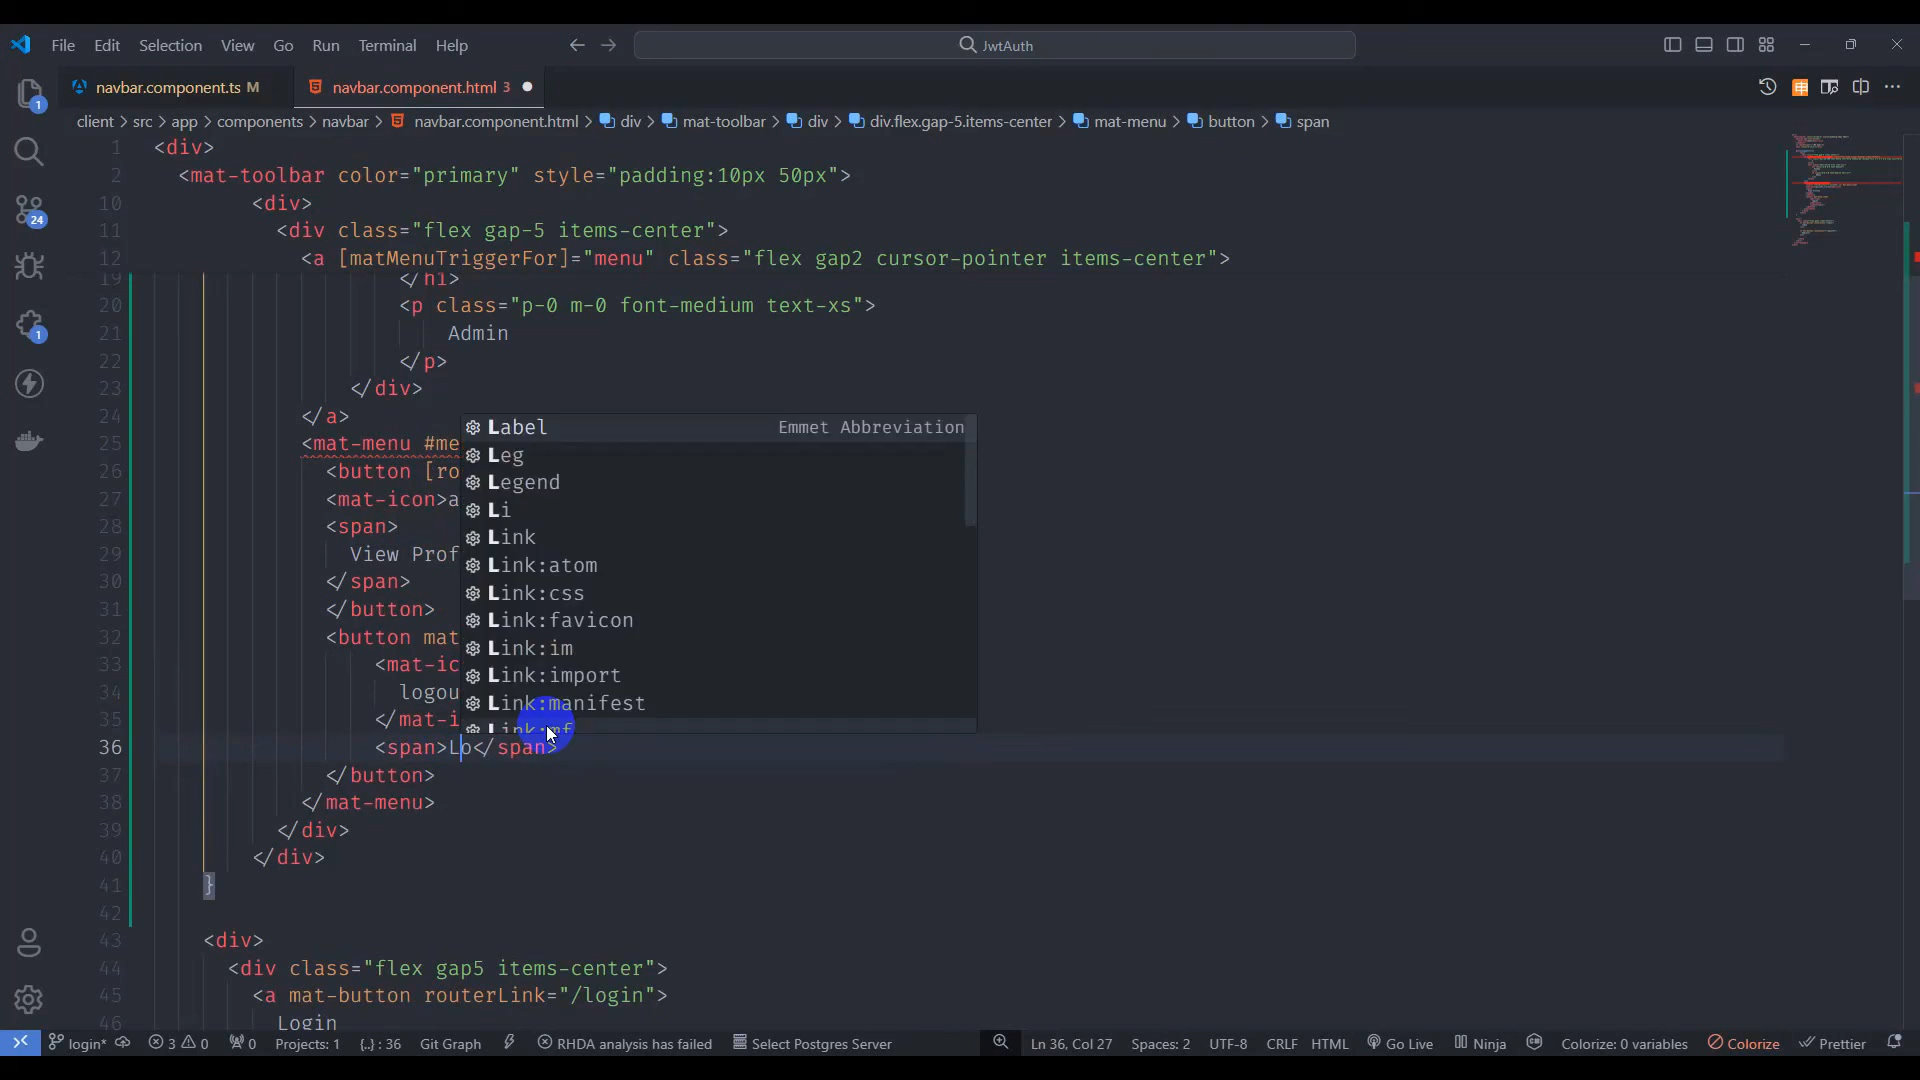 File Edit Selection View Go Run Terminal Help JwtAuth
navbar.component.ts M navbar.component.html 3
client > src > app > components > navbar > navbar.component.html > div > mat-toolbar > div > div.flex.gap-5.items-center > mat-menu > button > span
1 <div>
2 <mat-toolbar color="primary" style="padding:10px 50px">
10 <div>
11 <div class="flex gap-5 items-center">
12 <a [matMenuTriggerFor]="menu" class="flex gap2 cursor-pointer items-center">
19 </h1>
20 <p class="p-0 m-0 font-medium text-xs">
21 Admin
22 </p>
23 </div>
24 </a>
25 <mat-menu #me
26 <button [ro
27 <mat-icon>a
28 <span>
29 View Prof
30 </span>
31 </button>
32 <button mat
33 <mat-ic
34 logou
35 </mat-i
36 <span>Lo</span>
37 </button>
38 </mat-menu>
39 </div>
40 </div>
41 }
42
43 <div>
44 <div class="flex gap5 items-center">
45 <a mat-button routerLink="/login">
46 Login
Label Emmet Abbreviation
Leg
Legend
Li
Link
Link:atom
Link:css
Link:favicon
Link:im
Link:import
Link:manifest
Link:mf
1
24
1
login* 3 0 0 Projects: 1 {..} : 36 Git Graph RHDA analysis has failed Select Postgres Server Ln 36, Col 27 Spaces: 2 UTF-8 CRLF HTML Go Live Ninja Colorize: 0 variables Colorize Prettier